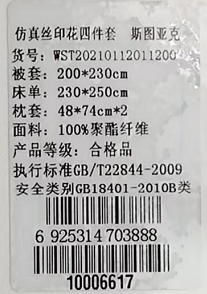 仿真丝印花四件套 斯图亚克
货号: WST20210112011200
被套: 200*230cm
床单: 230*250cm
枕套: 48*74cm*2
面料: 100%聚酯纤维
产品等级: 合格品
执行标准GB/T22844-2009
安全类别GB18401-2010B类
6 925314 703888
10006617